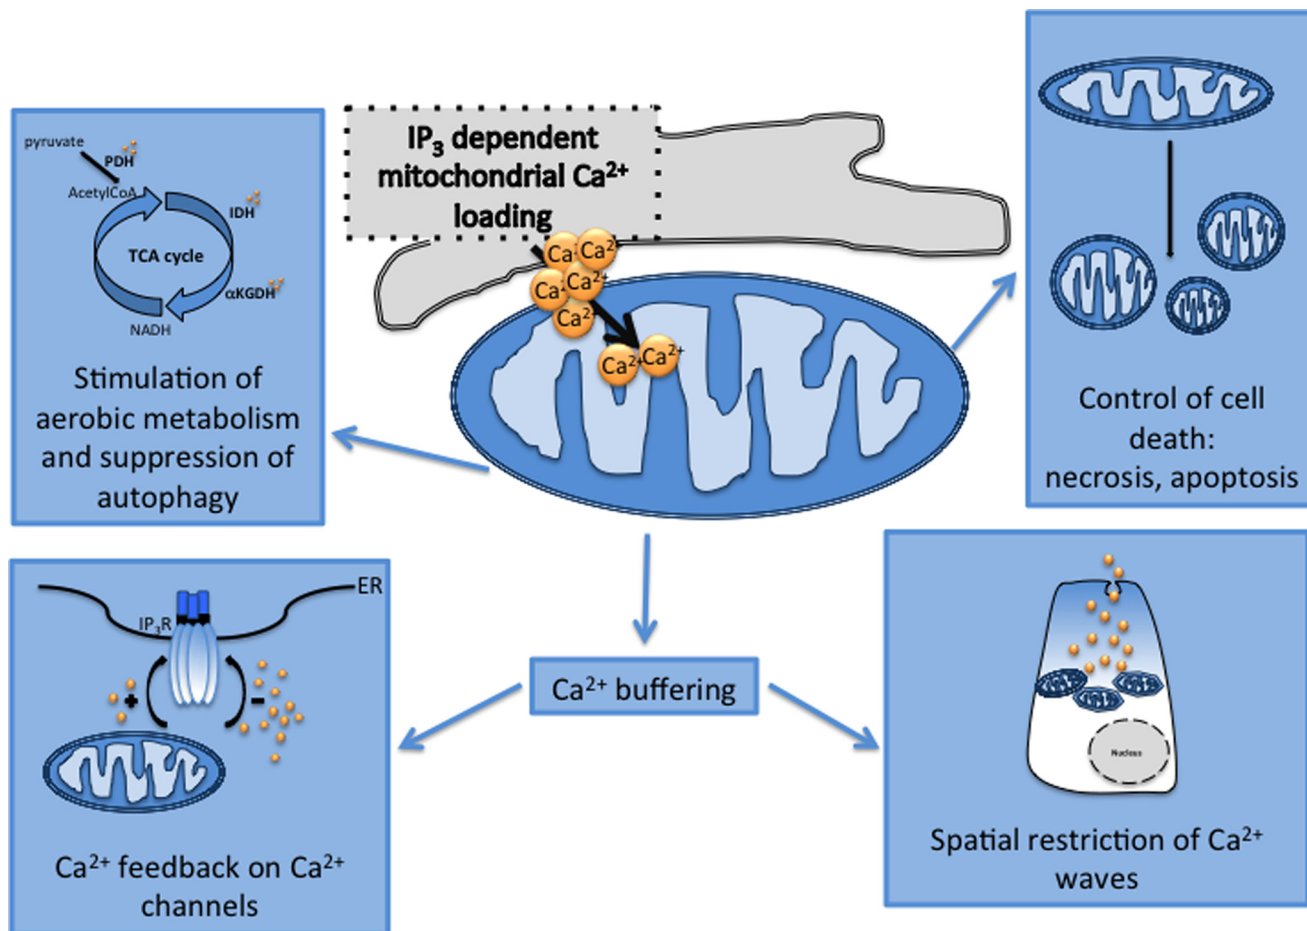 IP₃ dependent
mitochondrial Ca²⁺
loading
Ca²
Ca²
Ca²
Ca²⁺
Ca²⁺
Ca²⁺
Ca²⁺
pyruvate
PDH
AcetylCoA
IDH
TCA cycle
αKGDH
NADH
Stimulation of
aerobic metabolism
and suppression of
autophagy
Control of cell
death:
necrosis, apoptosis
ER
IP₃R
+
-
Ca²⁺ feedback on Ca²⁺
channels
Ca²⁺ buffering
Nucleus
Spatial restriction of Ca²⁺
waves